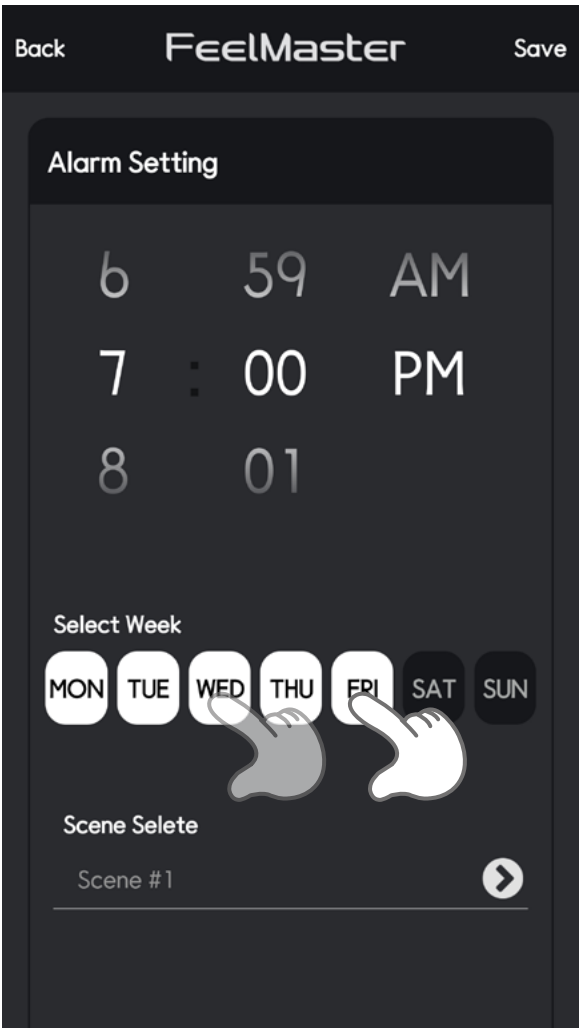 Back FeelMaster Save
Alarm Setting
6 59 AM
7 : 00 PM
8 01
Select Week
MON TUE WED THU FRI SAT SUN
Scene Selete
Scene #1